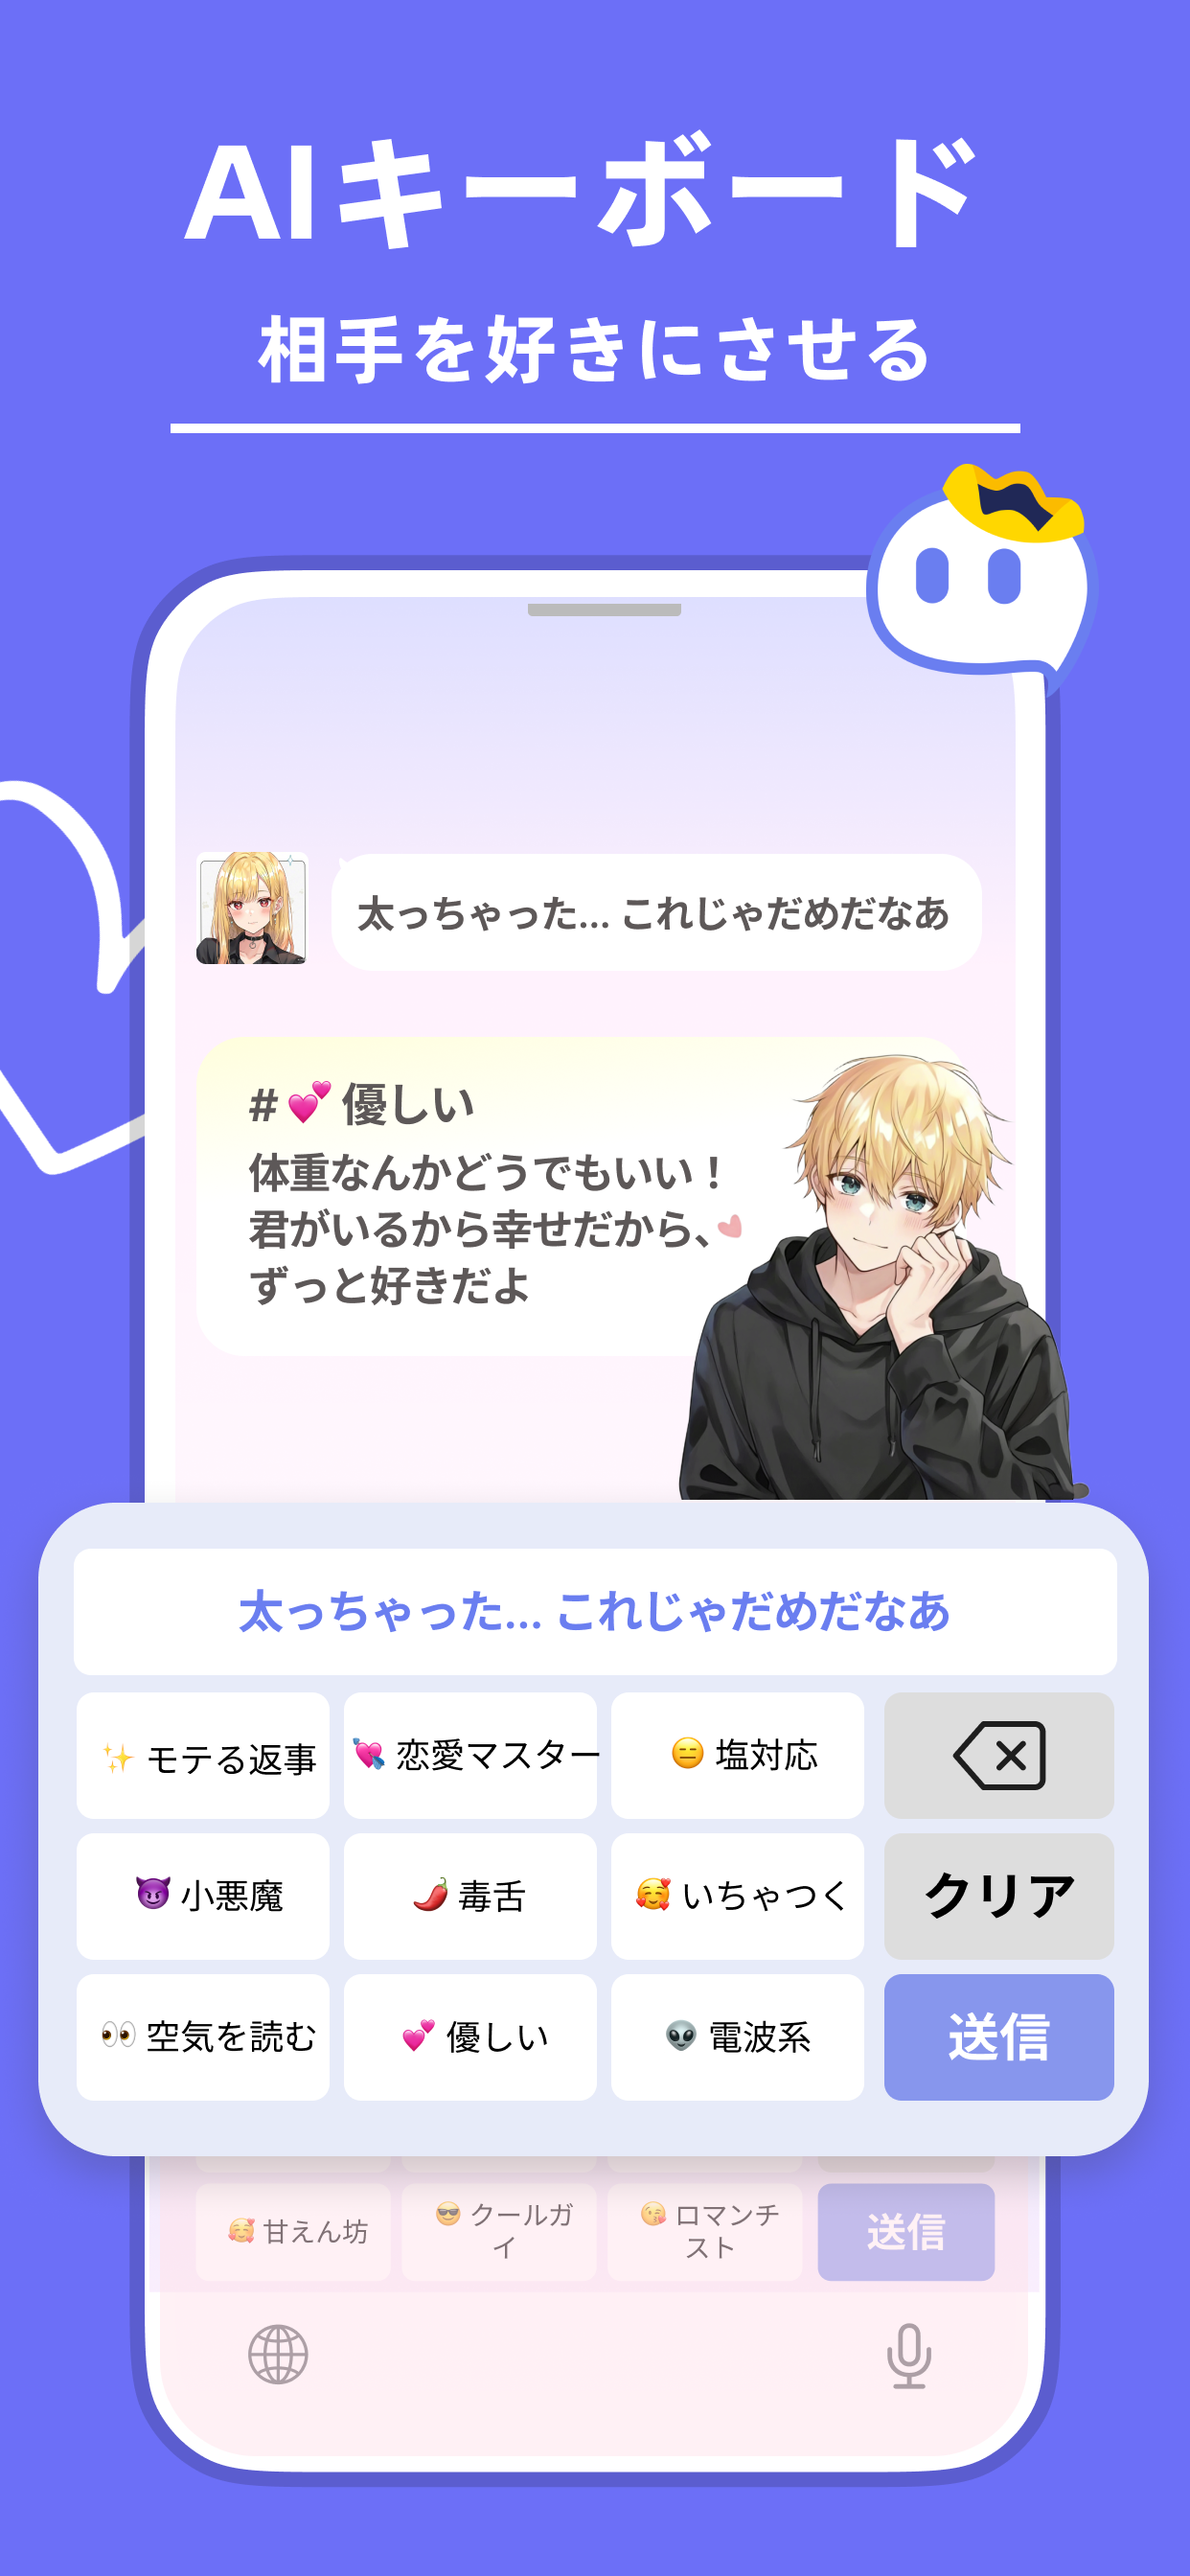 AIキーボード
相手を好きにさせる
太っちゃった... これじゃだめだなあ
# 💕 優しい
体重なんかどうでもいい！
君がいるから幸せだから、
ずっと好きだよ
太っちゃった... これじゃだめだなあ
✨ モテる返事
💘 恋愛マスター
😑 塩対応
😈 小悪魔
🌶️ 毒舌
🥰 いちゃつく
クリア
👀 空気を読む
💕 優しい
👽 電波系
送信
🥰 甘えん坊
😎 クールガ
イ
😘 ロマンチ
スト
送信